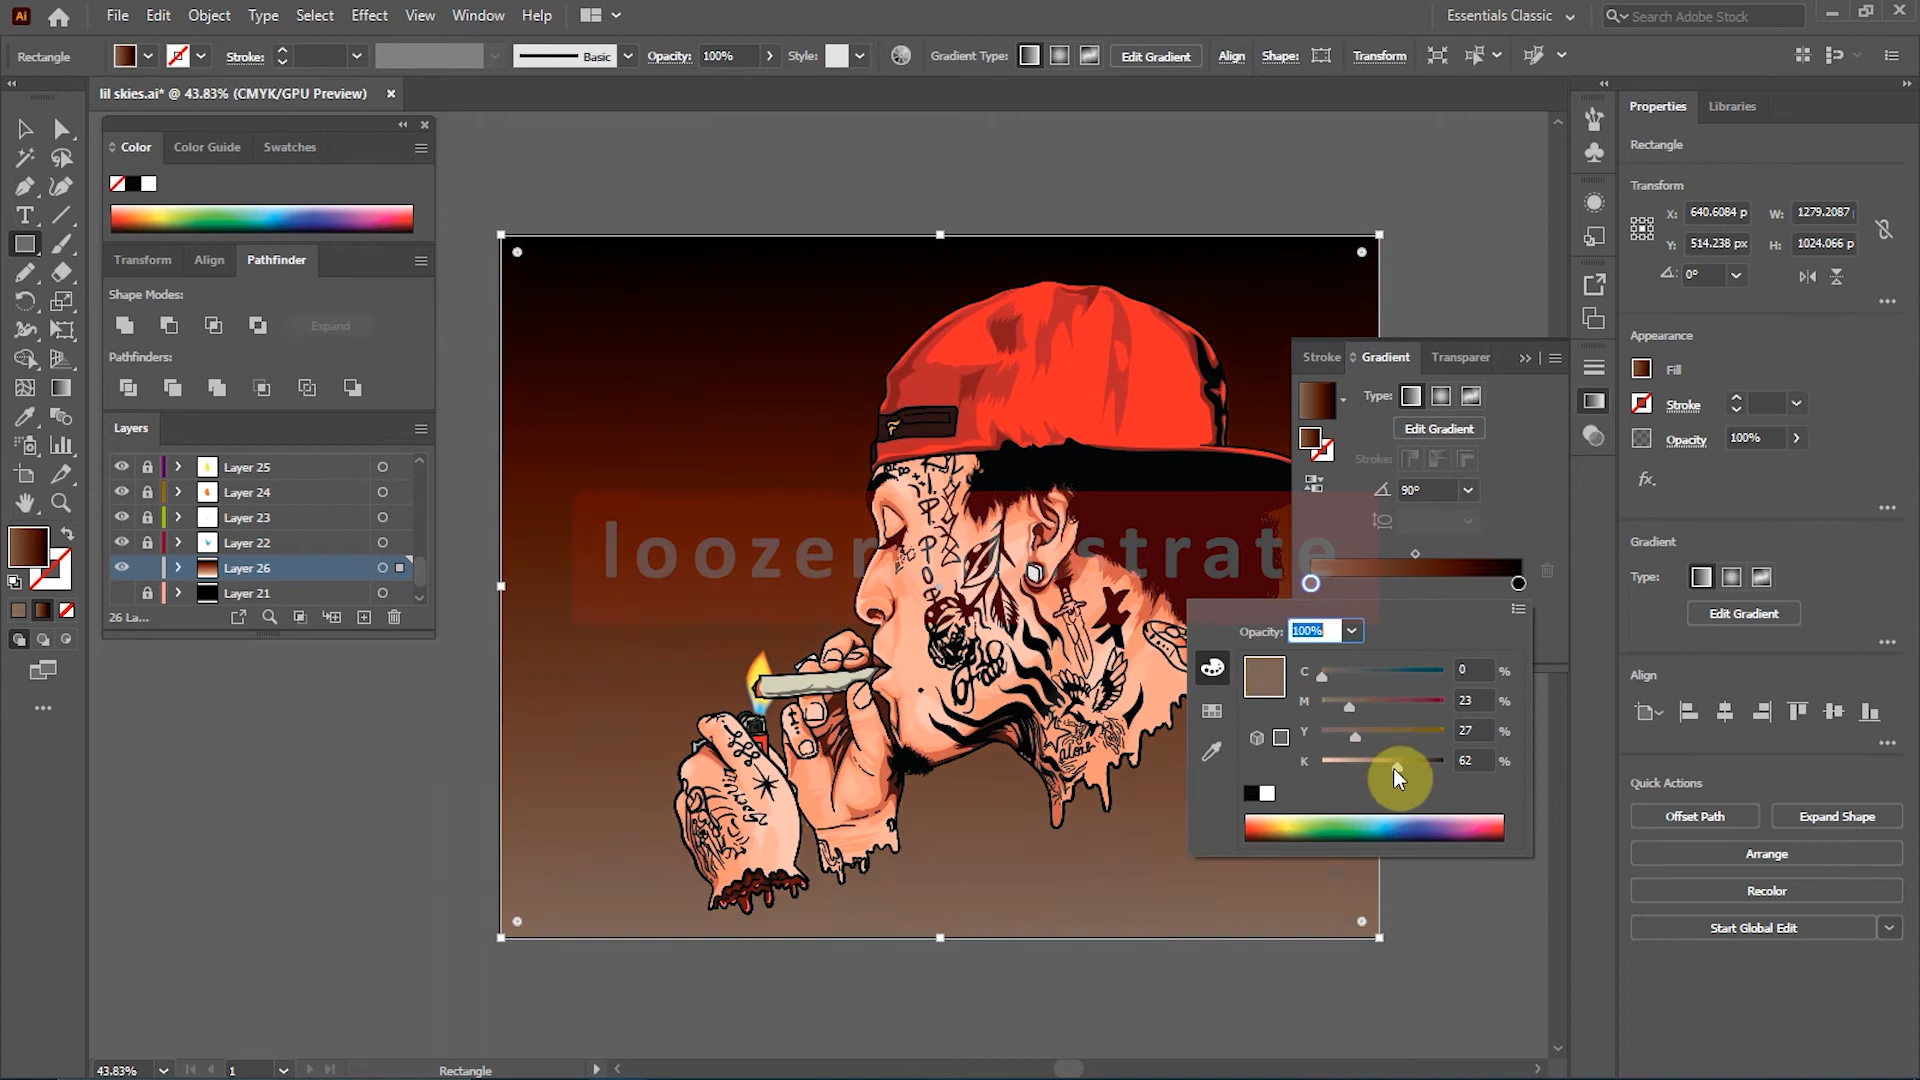 Ai File Edit Object Type Select Effect View Window Help Essentials Classic Search Adobe Stock
Rectangle Stroke: Basic Opacity: 100% Style: Gradient Type: Edit Gradient Align Shape: Transform
lil skies.ai* @ 43.83% (CMYK/GPU Preview)
Color Color Guide Swatches
Transform Align Pathfinder
Shape Modes:
Expand
Pathfinders:
Layers
Layer 25
Layer 24
Layer 23
Layer 22
Layer 26
Layer 21
26 La...
Stroke Gradient Transparer
Type:
Edit Gradient
Stroke:
90°
Opacity: 100%
C 0 %
M 23 %
Y 27 %
K 62 %
Properties Libraries
Rectangle
Transform
X: 640.6084 p W: 1279.2087
Y: 514.238 px H: 1024.066 p
0°
Appearance
Fill
Stroke
Opacity 100%
fx.
Gradient
Type:
Edit Gradient
Align
Quick Actions
Offset Path Expand Shape
Arrange
Recolor
Start Global Edit
43.83% 1 Rectangle